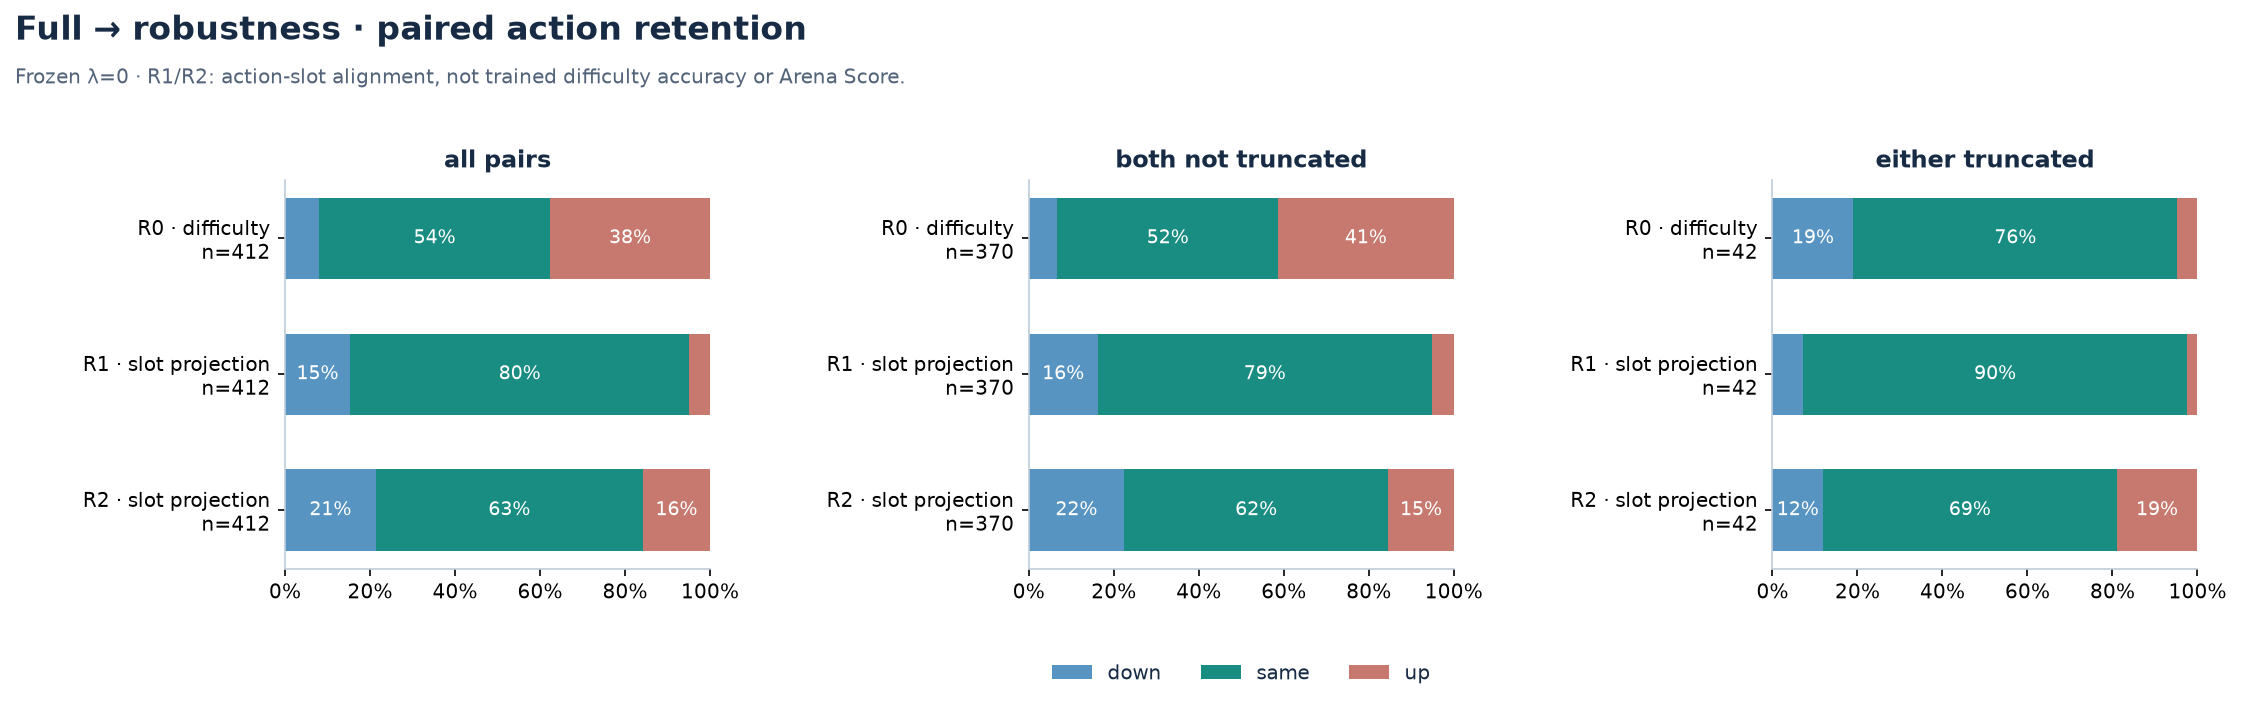 Full → robustness · paired action retention
Frozen λ=0 · R1/R2: action-slot alignment, not trained difficulty accuracy or Arena Score.
all pairs
R0 · difficulty
n=412
54%
38%
R1 · slot projection
n=412
15%
80%
R2 · slot projection
n=412
21%
63%
16%
0% 20% 40% 60% 80% 100%
both not truncated
R0 · difficulty
n=370
52%
41%
R1 · slot projection
n=370
16%
79%
R2 · slot projection
n=370
22%
62%
15%
0% 20% 40% 60% 80% 100%
either truncated
R0 · difficulty
n=42
19%
76%
R1 · slot projection
n=42
90%
R2 · slot projection
n=42
12%
69%
19%
0% 20% 40% 60% 80% 100%
down same up